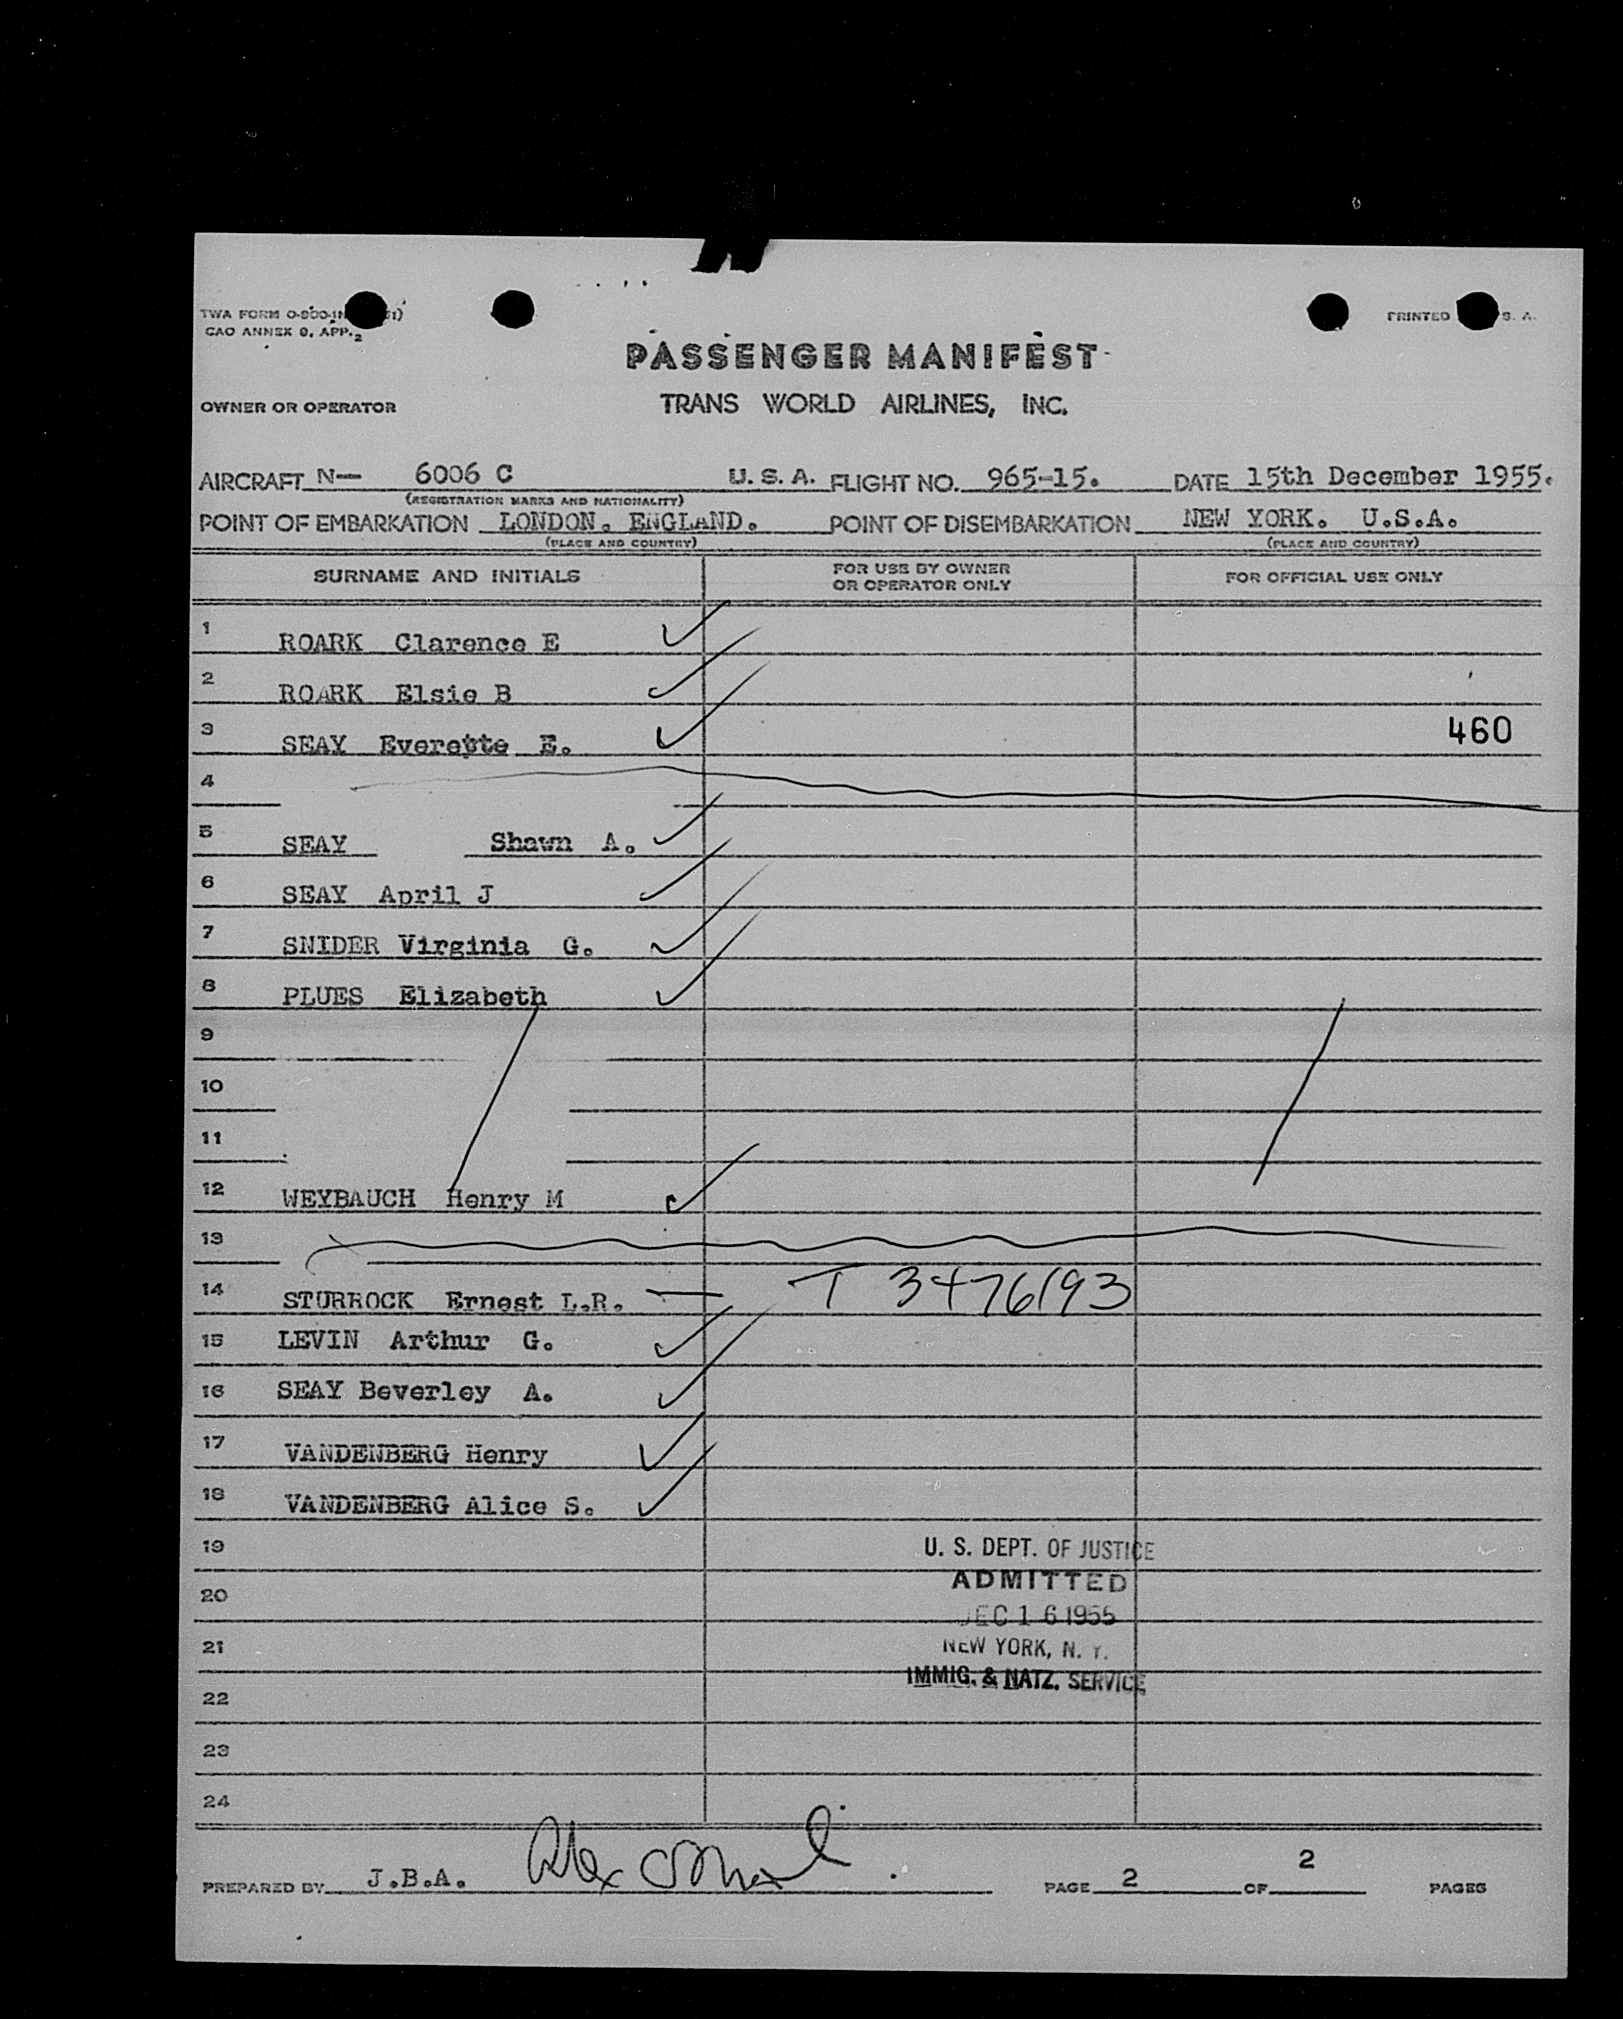 PRINTED S. A.
CAO ANNEX 9, APP. 2
PASSENGER MANIFEST
OWNER OR OPERATOR TRANS WORLD AIRLINES, INC.
AIRCRAFT N— 6006 C U. S. A. FLIGHT NO. 965-15. DATE 15th December 1955.
(REGISTRATION MARKS AND NATIONALITY)
POINT OF EMBARKATION LONDON. ENGLAND. POINT OF DISEMBARKATION NEW YORK. U.S.A.
(PLACE AND COUNTRY) (PLACE AND COUNTRY)
SURNAME AND INITIALS FOR USE BY OWNER OR OPERATOR ONLY FOR OFFICIAL USE ONLY
1 ROARK Clarence E
2 ROARK Elsie B
3 SEAY Everette E. 460
4
5 SEAY Shawn A.
6 SEAY April J
7 SNIDER Virginia G.
8 PLUES Elizabeth
9
10
11
12 WEYBAUCH Henry M
13
14 STURROCK Ernest L.R. — T 3476193
15 LEVIN Arthur G.
16 SEAY Beverley A.
17 VANDENBERG Henry
18 VANDENBERG Alice S.
19 U. S. DEPT. OF JUSTICE
ADMITTED
20 DEC 16 1955
21 NEW YORK, N. Y.
IMMIG. & NATZ. SERVICE
22
23
24
PREPARED BY J.B.A. PAGE 2 OF 2 PAGES